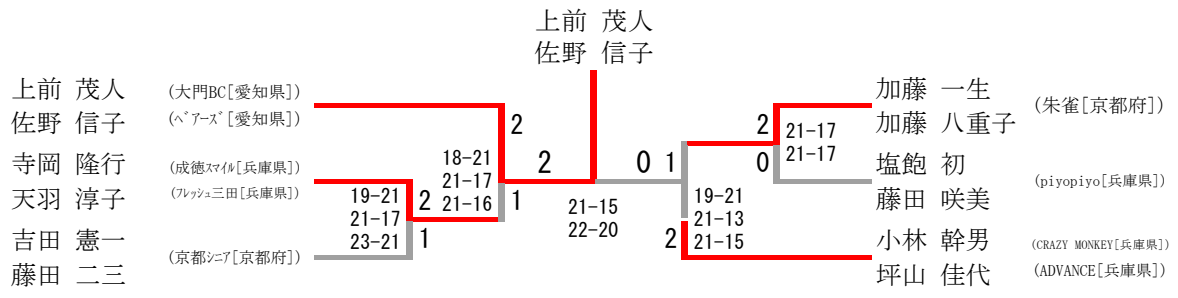 上前 茂人
佐野 信子
上前 茂人
(大門BC[愛知県])
佐野 信子
(ペアーズ[愛知県])
寺岡 隆行
(成徳スマイル[兵庫県])
天羽 淳子
(フレッシュ三田[兵庫県])
吉田 憲一
藤田 二三
(京都シニア[京都府])
19-21
21-17
23-21
2
1
18-21
21-17
21-16
2
1
2
0
21-15
22-20
1
2
19-21
21-13
21-15
2
0
21-17
21-17
加藤 一生
加藤 八重子
(朱雀[京都府])
塩飽 初
藤田 咲美
(piyopiyo[兵庫県])
小林 幹男
(CRAZY MONKEY[兵庫県])
坪山 佳代
(ADVANCE[兵庫県])